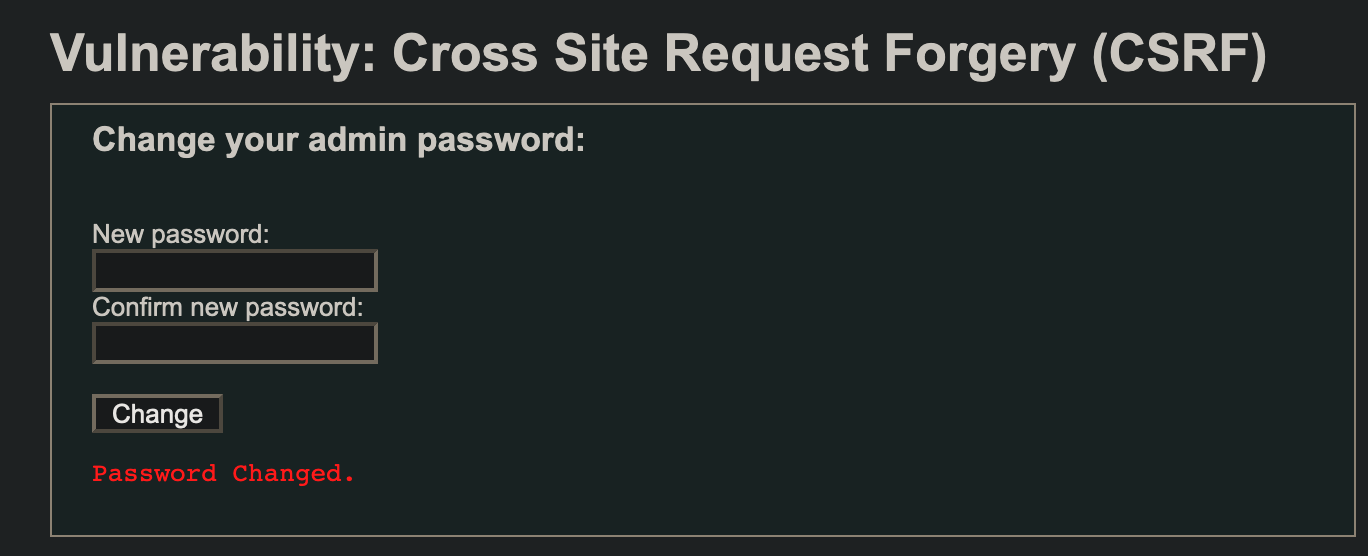 Vulnerability: Cross Site Request Forgery (CSRF)
Change your admin password:
New password:
Confirm new password:
Change
Password Changed.